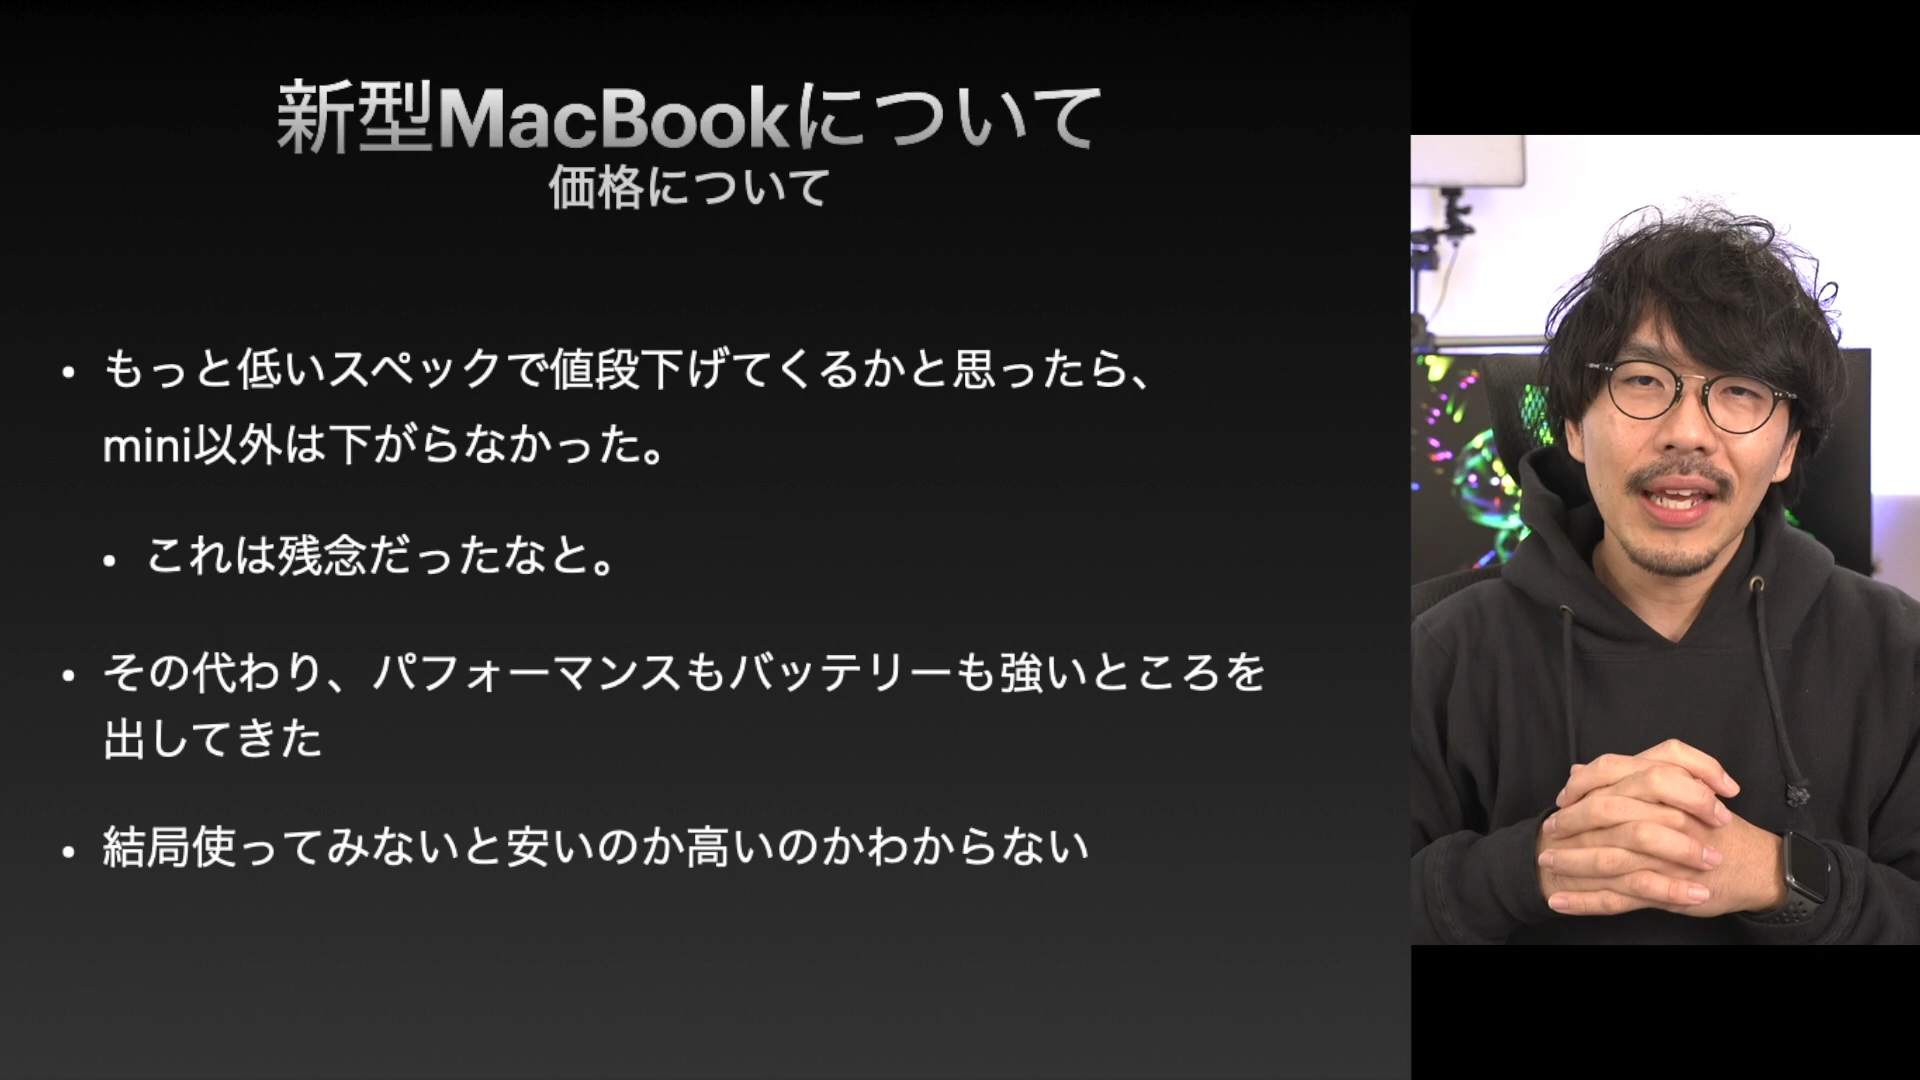 新型MacBookについて
価格について
• もっと低いスペックで値段下げてくるかと思ったら、
mini以外は下がらなかった。
• これは残念だったなと。
• その代わり、パフォーマンスもバッテリーも強いところを
出してきた
• 結局使ってみないと安いのか高いのかわからない